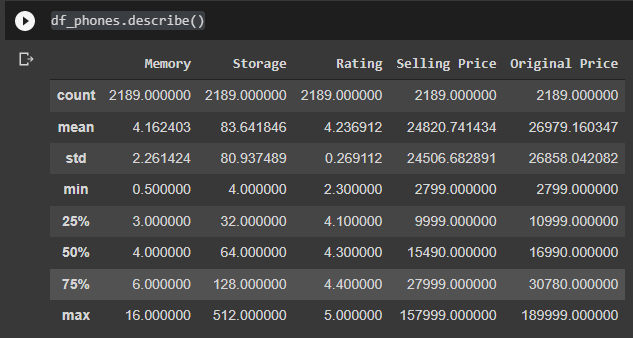 df_phones.describe()
Memory Storage Rating Selling Price Original Price
count 2189.000000 2189.000000 2189.000000 2189.000000 2189.000000
mean 4.162403 83.641846 4.236912 24820.741434 26979.160347
std 2.261424 80.937489 0.269112 24506.682891 26858.042082
min 0.500000 4.000000 2.300000 2799.000000 2799.000000
25% 3.000000 32.000000 4.100000 9999.000000 10999.000000
50% 4.000000 64.000000 4.300000 15490.000000 16990.000000
75% 6.000000 128.000000 4.400000 27999.000000 30780.000000
max 16.000000 512.000000 5.000000 157999.000000 189999.000000